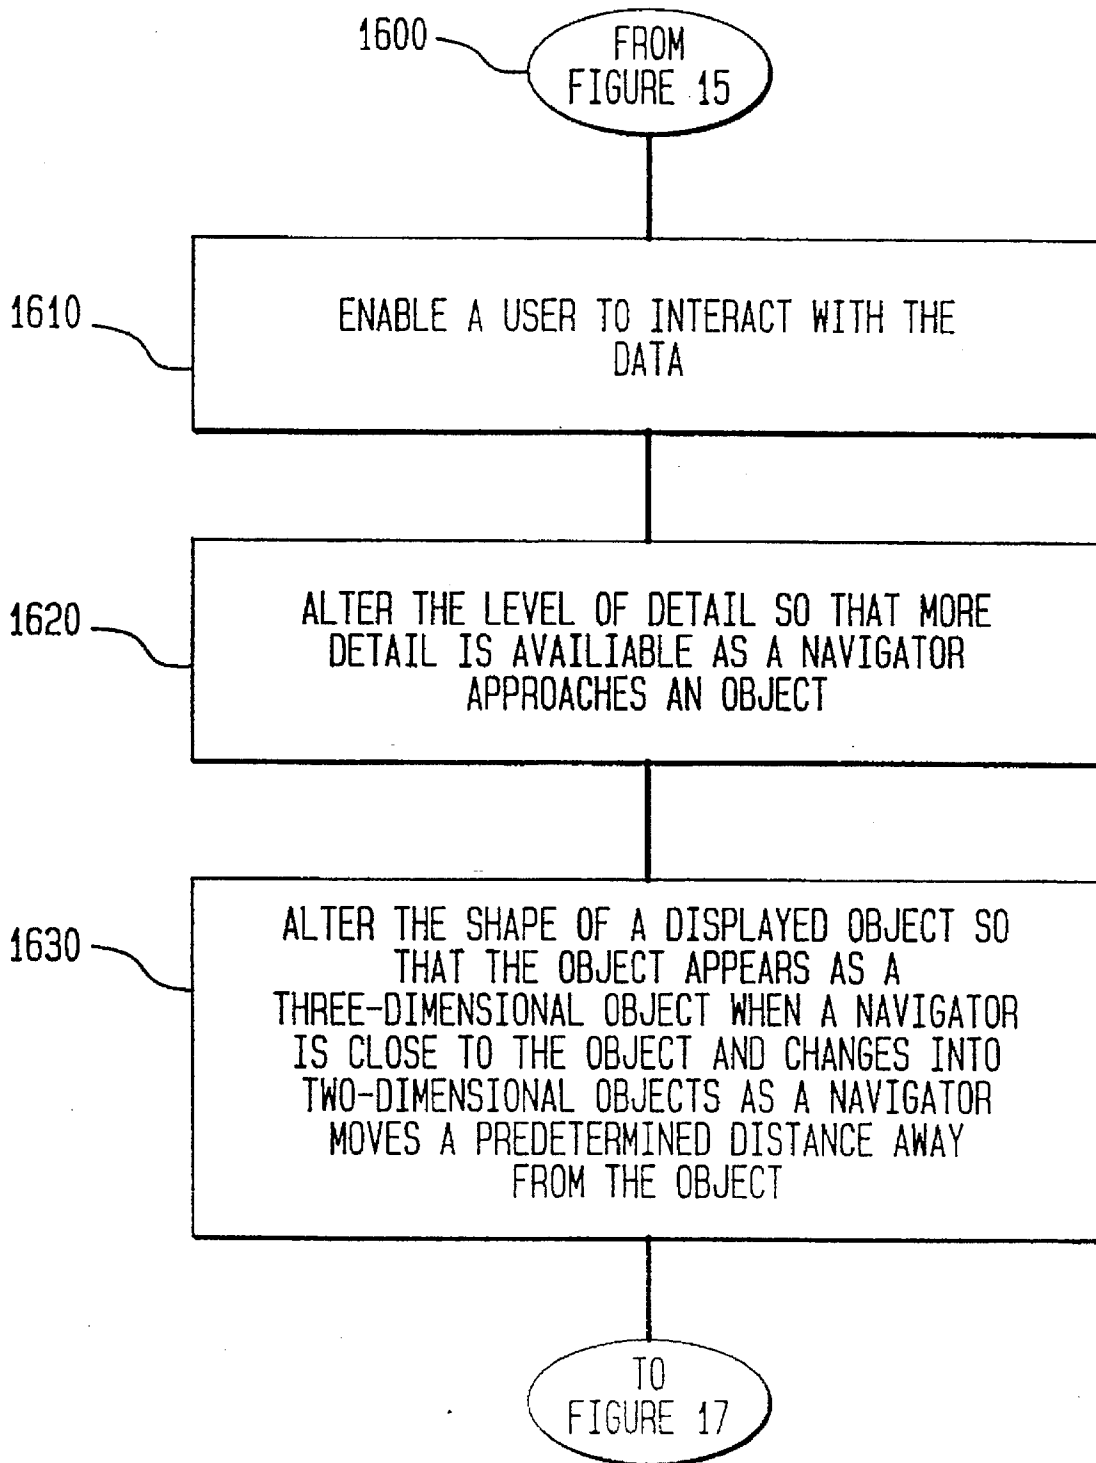 1600
FROM
FIGURE 15
1610
ENABLE A USER TO INTERACT WITH THE
DATA
1620
ALTER THE LEVEL OF DETAIL SO THAT MORE
DETAIL IS AVAILIABLE AS A NAVIGATOR
APPROACHES AN OBJECT
1630
ALTER THE SHAPE OF A DISPLAYED OBJECT SO
THAT THE OBJECT APPEARS AS A
THREE-DIMENSIONAL OBJECT WHEN A NAVIGATOR
IS CLOSE TO THE OBJECT AND CHANGES INTO
TWO-DIMENSIONAL OBJECTS AS A NAVIGATOR
MOVES A PREDETERMINED DISTANCE AWAY
FROM THE OBJECT
TO
FIGURE 17